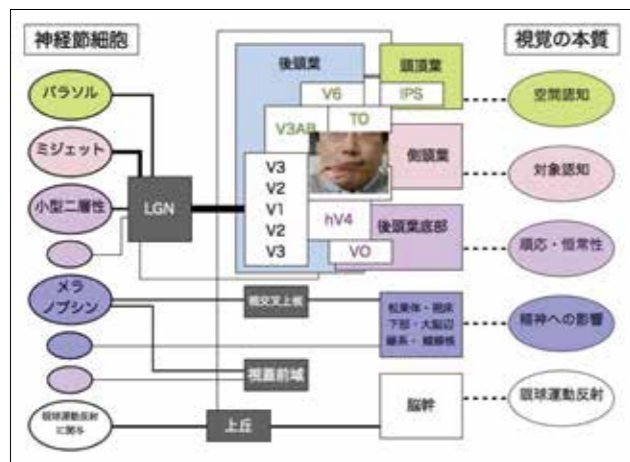 神経節細胞
視覚の本質
パラソル
ミジェット
小型二層性
メラ
ノプシン
眼球運動反射
に関与
LGN
視交叉上核
視蓋前域
上丘
後頭葉
V6
V3AB
TO
V3
V2
V1
V2
V3
hV4
VO
頭頂葉
IPS
側頭葉
後頭葉底部
松果体・視床
下部・大脳辺
縁系・
脳幹
空間認知
対象認知
順応・恒常性
精神への影響
眼球運動反射